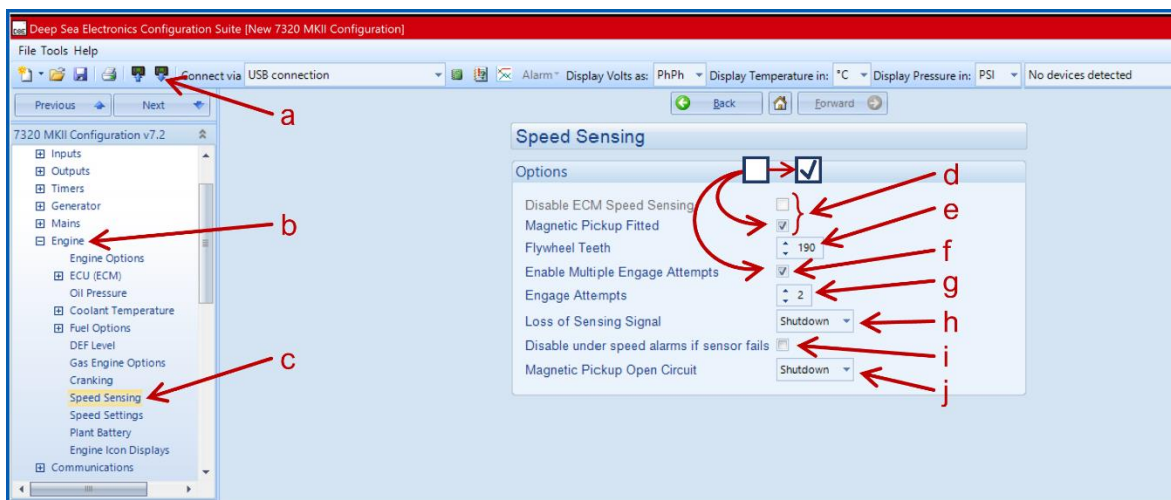 DSE Deep Sea Electronics Configuration Suite [New 7320 MKII Configuration]
File Tools Help
Connect via USB connection Alarm Display Volts as: PhPh Display Temperature in: °C Display Pressure in: PSI No devices detected
Previous Next
Back Forward
a
7320 MKII Configuration v7.2
Speed Sensing
Inputs
Outputs
Timers
Generator
Mains
Engine
Engine Options
ECU (ECM)
Oil Pressure
Coolant Temperature
Fuel Options
DEF Level
Gas Engine Options
Cranking
Speed Sensing
Speed Settings
Plant Battery
Engine Icon Displays
Communications
b
c
Options
Disable ECM Speed Sensing d
Magnetic Pickup Fitted
Flywheel Teeth 190 e
Enable Multiple Engage Attempts f
Engage Attempts 2 g
Loss of Sensing Signal Shutdown h
Disable under speed alarms if sensor fails i
Magnetic Pickup Open Circuit Shutdown j